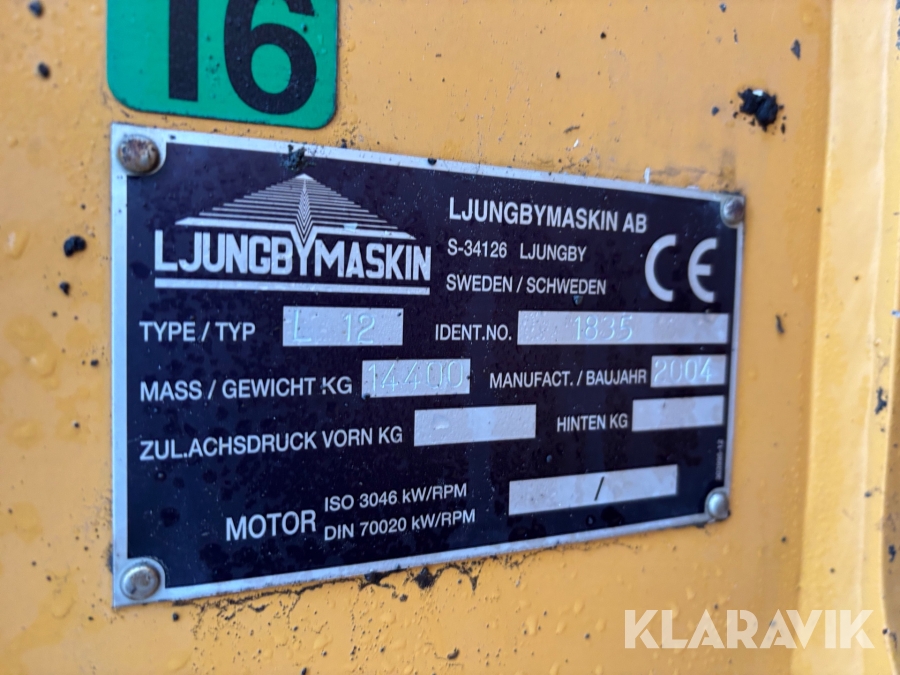 16
LJUNGBYMASKIN
LJUNGBYMASKIN AB
S-34126 LJUNGBY
SWEDEN / SCHWEDEN
CE
TYPE / TYP L 12 IDENT.NO. 1835
MASS / GEWICHT KG 14400 MANUFACT. / BAUJAHR 2004
ZUL.ACHSDRUCK VORN KG HINTEN KG
MOTOR ISO 3046 kW/RPM /
DIN 70020 kW/RPM
KLARAVIK